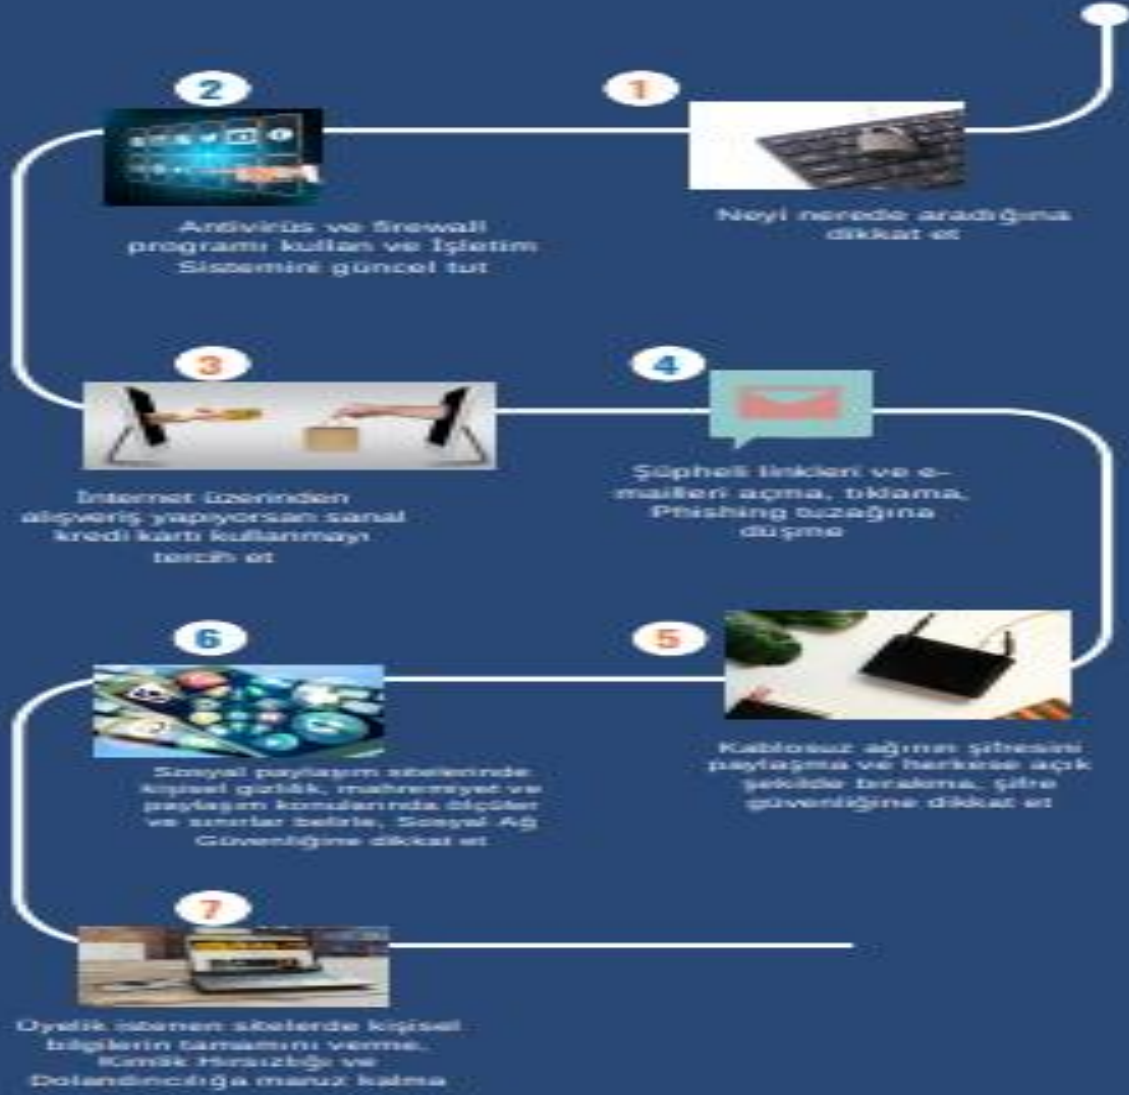 1
Neyi nerede aradığına
dikkat et
2
Antivirüs ve firewall
programı kullan ve İşletim
Sistemini güncel tut
3
İnternet üzerinden
alışveriş yapıyorsan sanal
kredi kartı kullanmayı
tercih et
4
Şüpheli linkleri ve e-
mailleri açma, tıklama,
Phishing tuzağına
düşme
5
Kablosuz ağının şifresini
paylaşma ve herkese açık
şekilde bırakma, şifre
güvenliğine dikkat et
6
Sosyal paylaşım sitelerinde
kişisel gizlilik, mahremiyet ve
paylaşım konularında ölçüler
ve sınırlar belirle, Sosyal Ağ
Güvenliğine dikkat et
7
Üyelik istenen sitelerde kişisel
bilgilerin tamamını verme.
Kimlik Hırsızlığı ve
Dolandırıcılığa maruz kalma